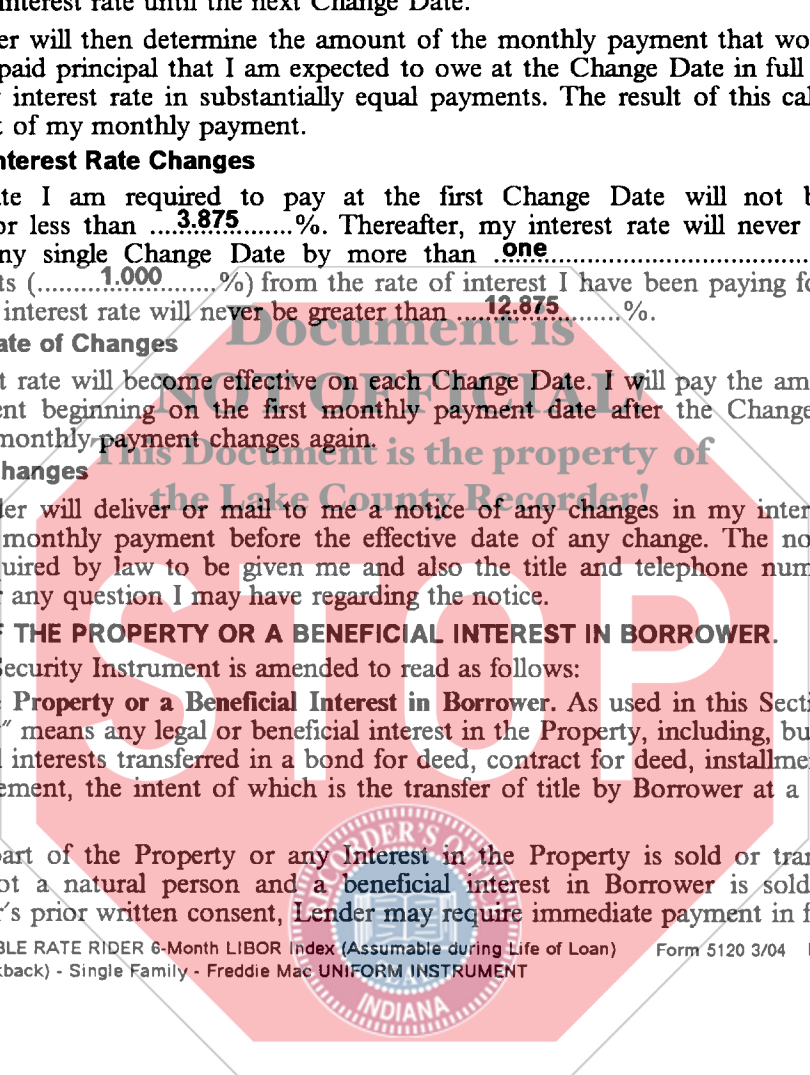 interest rate until the next Change Date.
er will then determine the amount of the monthly payment that wo
paid principal that I am expected to owe at the Change Date in full
interest rate in substantially equal payments. The result of this cal
t of my monthly payment.
nterest Rate Changes
te I am required to pay at the first Change Date will not b
or less than ....3.875.......%. Thereafter, my interest rate will never
ny single Change Date by more than .one.......................................
ts (.........1.000........%) from the rate of interest I have been paying fo
interest rate will never be greater than .....12.875.........%.
Document is
ate of Changes
t rate will become effective on each Change Date. I will pay the am
NOT OFFICIAL
ent beginning on the first monthly payment date after the Change
monthly payment changes again.
This Document is the property of
hanges
the Lake County Recorder!
er will deliver or mail to me a notice of any changes in my inter
monthly payment before the effective date of any change. The no
uired by law to be given me and also the title and telephone num
any question I may have regarding the notice.
STOP
F THE PROPERTY OR A BENEFICIAL INTEREST IN BORROWER.
Security Instrument is amended to read as follows:
Property or a Beneficial Interest in Borrower. As used in this Secti
" means any legal or beneficial interest in the Property, including, bu
l interests transferred in a bond for deed, contract for deed, installme
ement, the intent of which is the transfer of title by Borrower at a
part of the Property or any Interest in the Property is sold or tran
ot a natural person and a beneficial interest in Borrower is sold
r's prior written consent, Lender may require immediate payment in f
BLE RATE RIDER 6-Month LIBOR Index (Assumable during Life of Loan) Form 5120 3/04
kback) - Single Family - Freddie Mac UNIFORM INSTRUMENT
RECORDER'S OFFICE
INDIANA